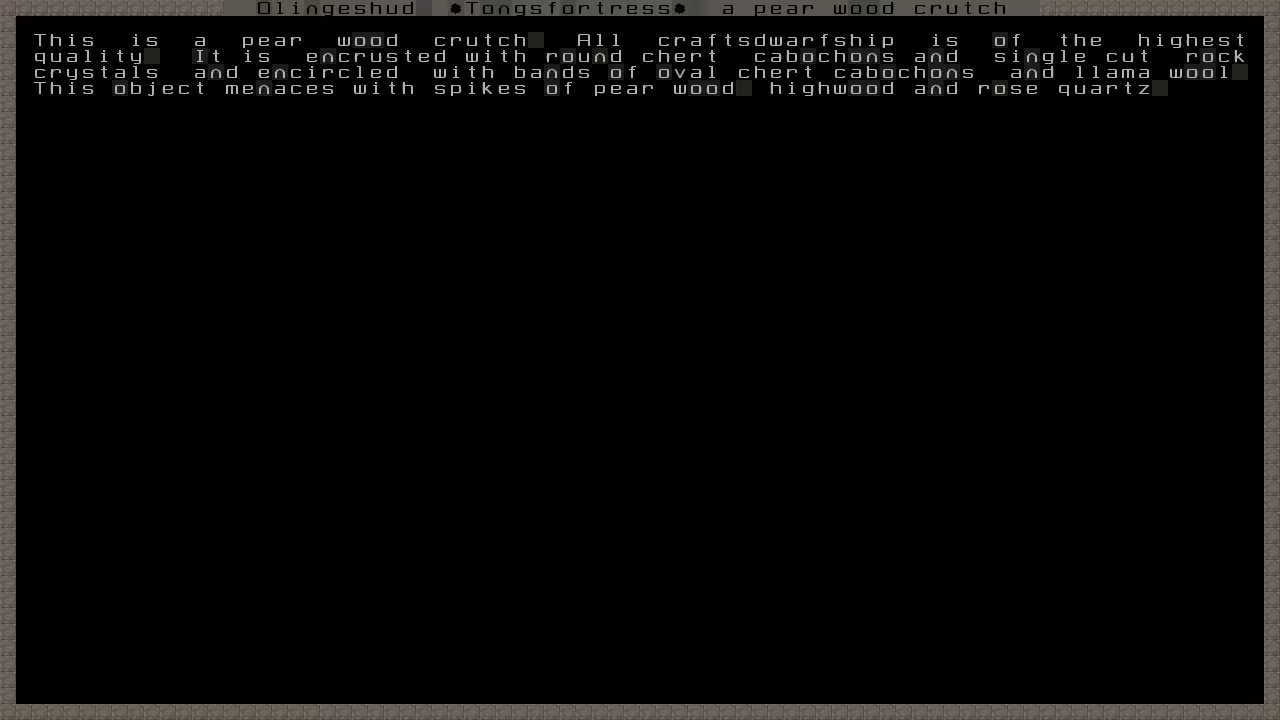 Olingeshud *Tongsfortress* a pear wood crutch
This is a pear wood crutch All craftsdwarfship is of the highest
quality It is encrusted with round chert cabochons and single cut rock
crystals and encircled with bands of oval chert cabochons and llama wool
This object menaces with spikes of pear wood highwood and rose quartz